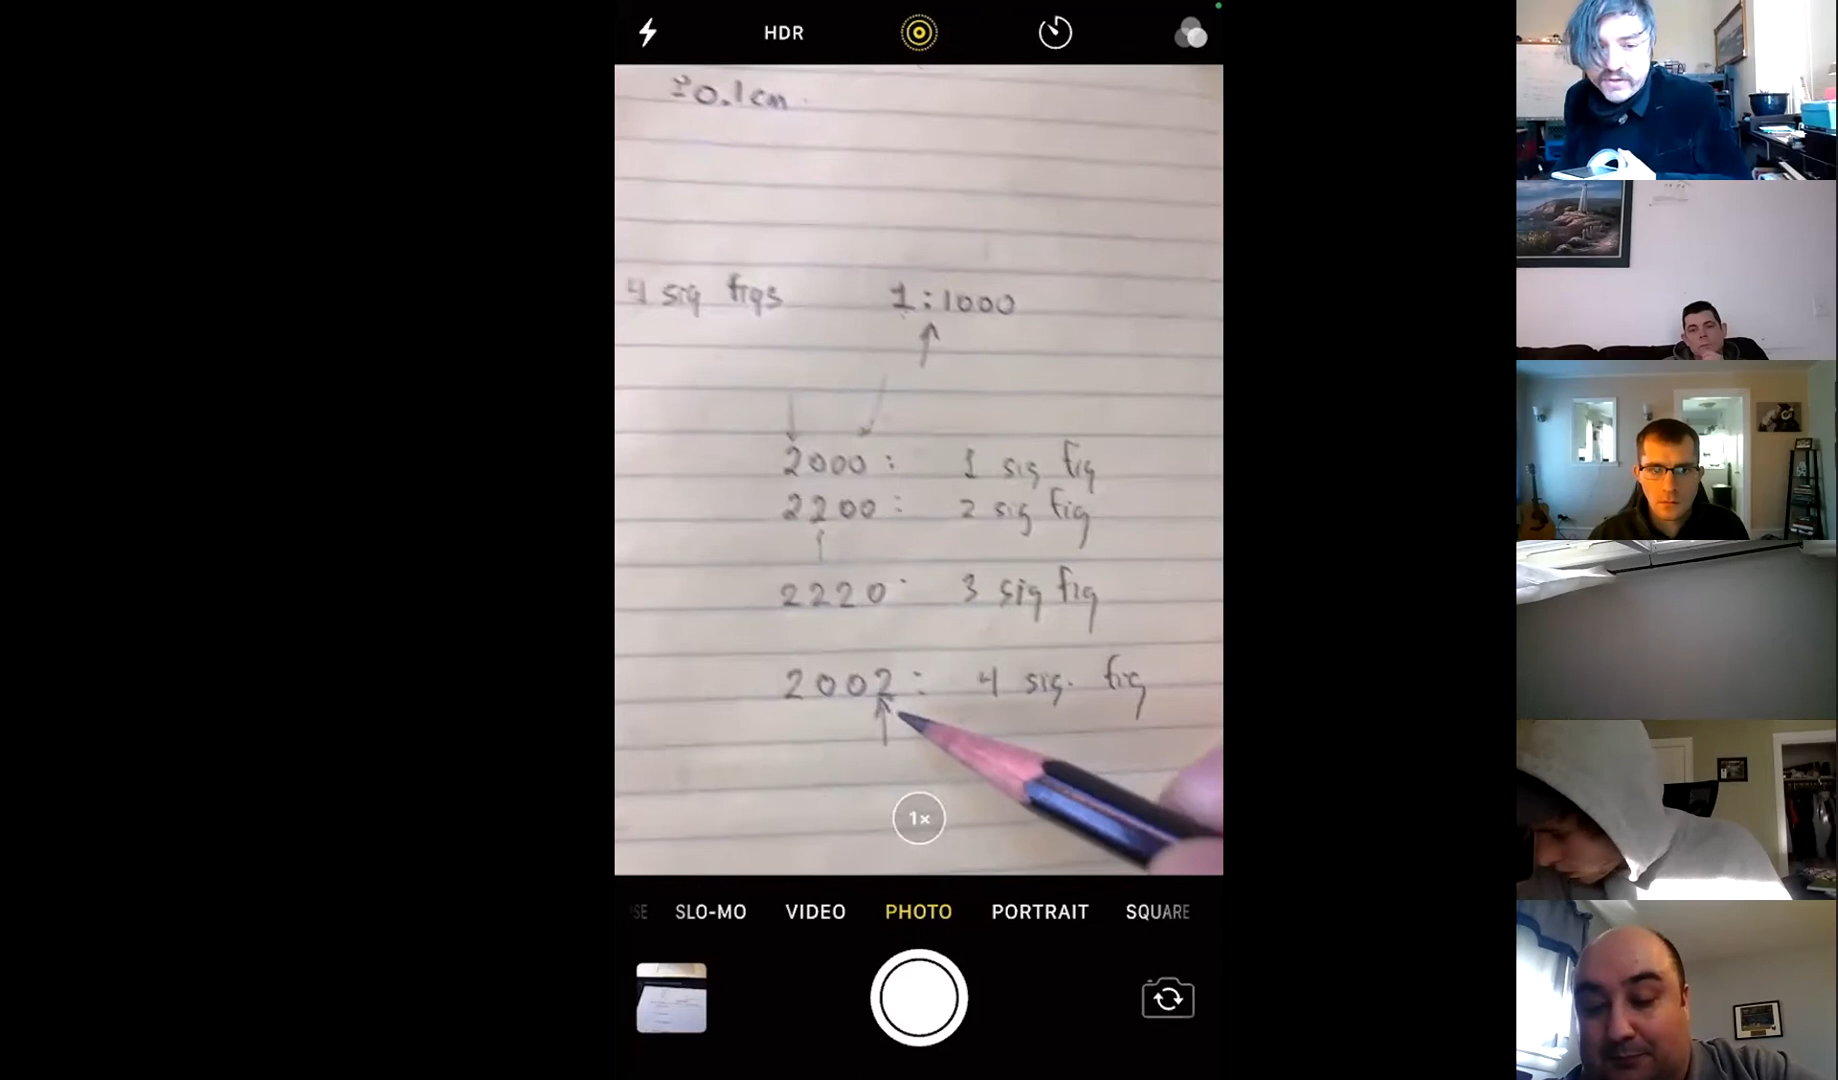 HDR
±0.1cm
4 sig figs 1:1000
2000: 1 sig fig
2200: 2 sig fig
2220: 3 sig fig
2002: 4 sig. fig
1×
SE SLO-MO VIDEO PHOTO PORTRAIT SQUARE